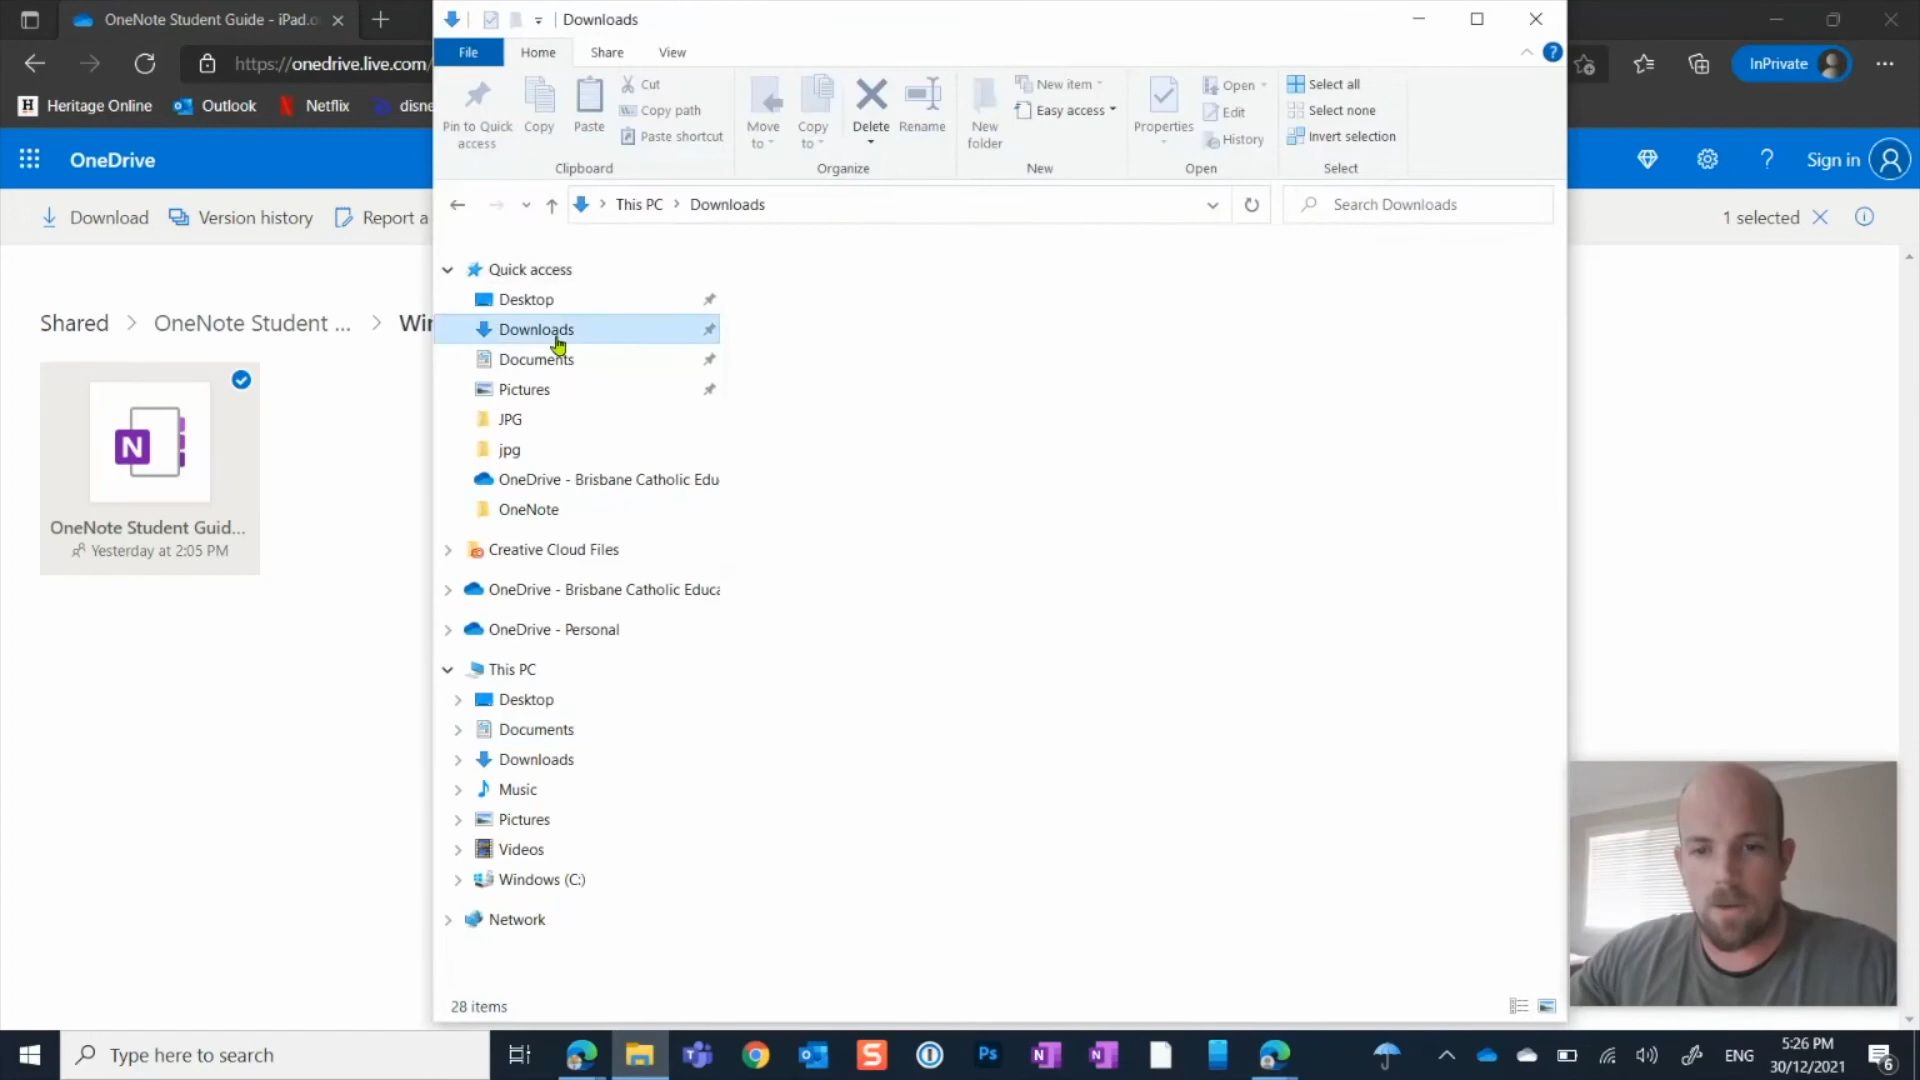 OneNote Student Guide - iPad.o
Downloads
File Home Share View
https://onedrive.live.com/
InPrivate
Heritage Online Outlook Netflix disne
Pin to Quick access
Copy
Paste
Cut
Copy path
Paste shortcut
Clipboard
Move to
Copy to
Delete
Rename
Organize
New folder
New item
Easy access
New
Properties
Open
Edit
History
Open
Select all
Select none
Invert selection
Select
OneDrive
Sign in
This PC > Downloads
Search Downloads
Download Version history Report a
1 selected
Shared > OneNote Student ... > Win
OneNote Student Guid...
Yesterday at 2:05 PM
Quick access
Desktop
Downloads
Documents
Pictures
JPG
jpg
OneDrive - Brisbane Catholic Edu
OneNote
Creative Cloud Files
OneDrive - Brisbane Catholic Educa
OneDrive - Personal
This PC
Desktop
Documents
Downloads
Music
Pictures
Videos
Windows (C:)
Network
28 items
Type here to search
ENG
5:26 PM
30/12/2021
6